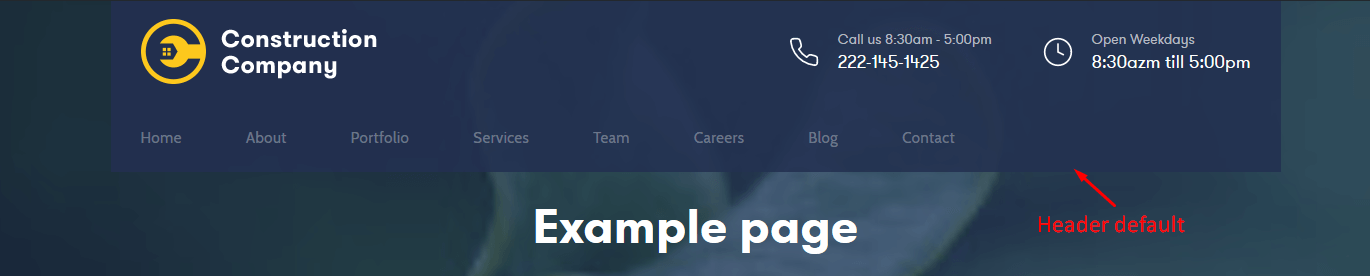 Construction
Company
Call us 8:30am - 5:00pm
222-145-1425
Open Weekdays
8:30azm till 5:00pm
Home About Portfolio Services Team Careers Blog Contact
Header default
Example page